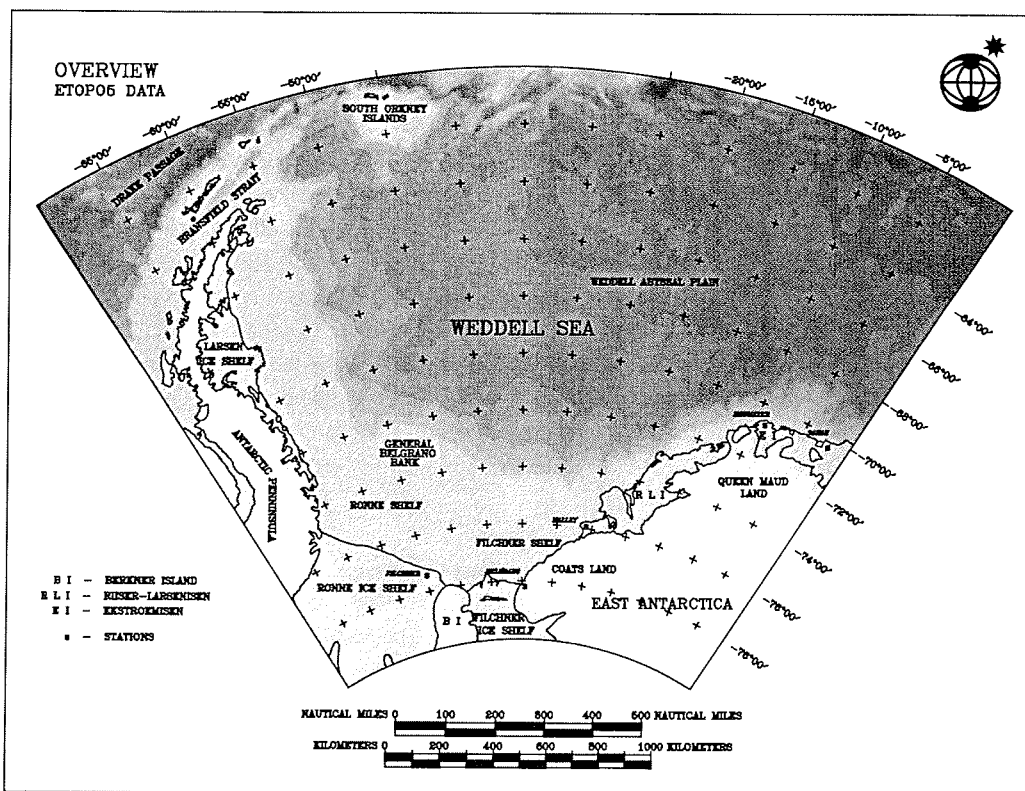 OVERVIEW
ETOPO5 DATA
-65°00'
-60°00'
-55°00'
-50°00'
-20°00'
-15°00'
-10°00'
-5°00'
SOUTH ORKNEY
ISLANDS
DRAKE PASSAGE
BRANSFIELD STRAIT
WEDDELL ABYSSAL PLAIN
WEDDELL SEA
-64°00'
-66°00'
-68°00'
-70°00'
-72°00'
-74°00'
-76°00'
-78°00'
LARSEN
ICE SHELF
ANTARCTIC PENNINSULA
GENERAL
BELGRANO
BANK
QUEEN MAUD
LAND
R L I
E I
RONNE SHELF
HALLEY
FILCHNER SHELF
FILCHNER
BELGRANO
COATS LAND
RONNE ICE SHELF
EAST ANTARCTICA
B I
FILCHNER
ICE SHELF
B I - BERKNER ISLAND
R L I - RIISER-LARSENISEN
E I - EKSTROEMISEN
- STATIONS
NAUTICAL MILES 0 100 200 300 400 500 NAUTICAL MILES
KILOMETERS 0 200 400 600 800 1000 KILOMETERS